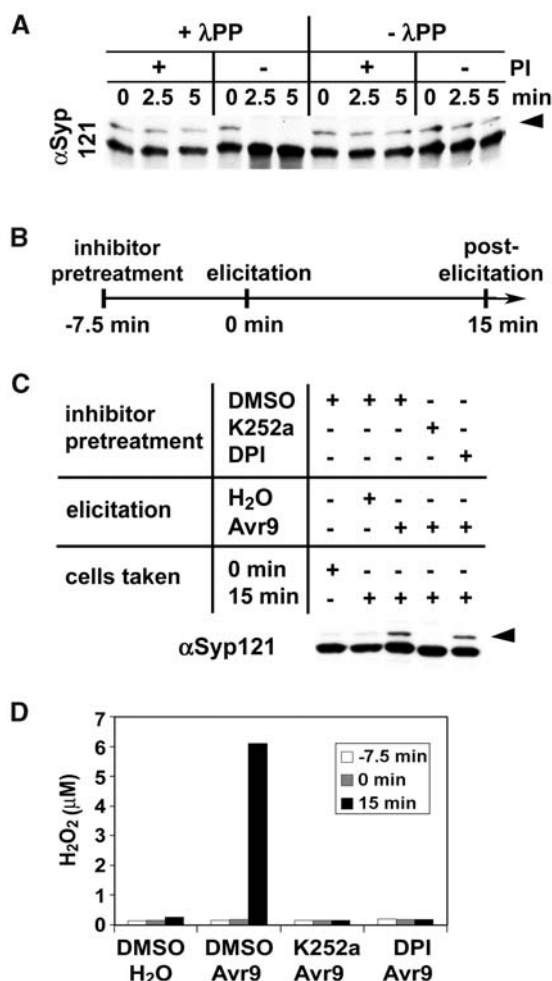 A
+ λPP - λPP
+ - + - PI
0 2.5 5 0 2.5 5 0 2.5 5 0 2.5 5 min
αSyp
121
B
inhibitor
pretreatment
elicitation
post-
elicitation
-7.5 min 0 min 15 min
C
inhibitor
pretreatment
DMSO + + + - -
K252a - - - + -
DPI - - - - +
elicitation
H2O - + - - -
Avr9 - - + + +
cells taken
0 min + - - - -
15 min - + + + +
αSyp121
D
7
6
5
4
3
2
1
0
H2O2 (μM)
-7.5 min
0 min
15 min
DMSO DMSO K252a DPI
H2O Avr9 Avr9 Avr9